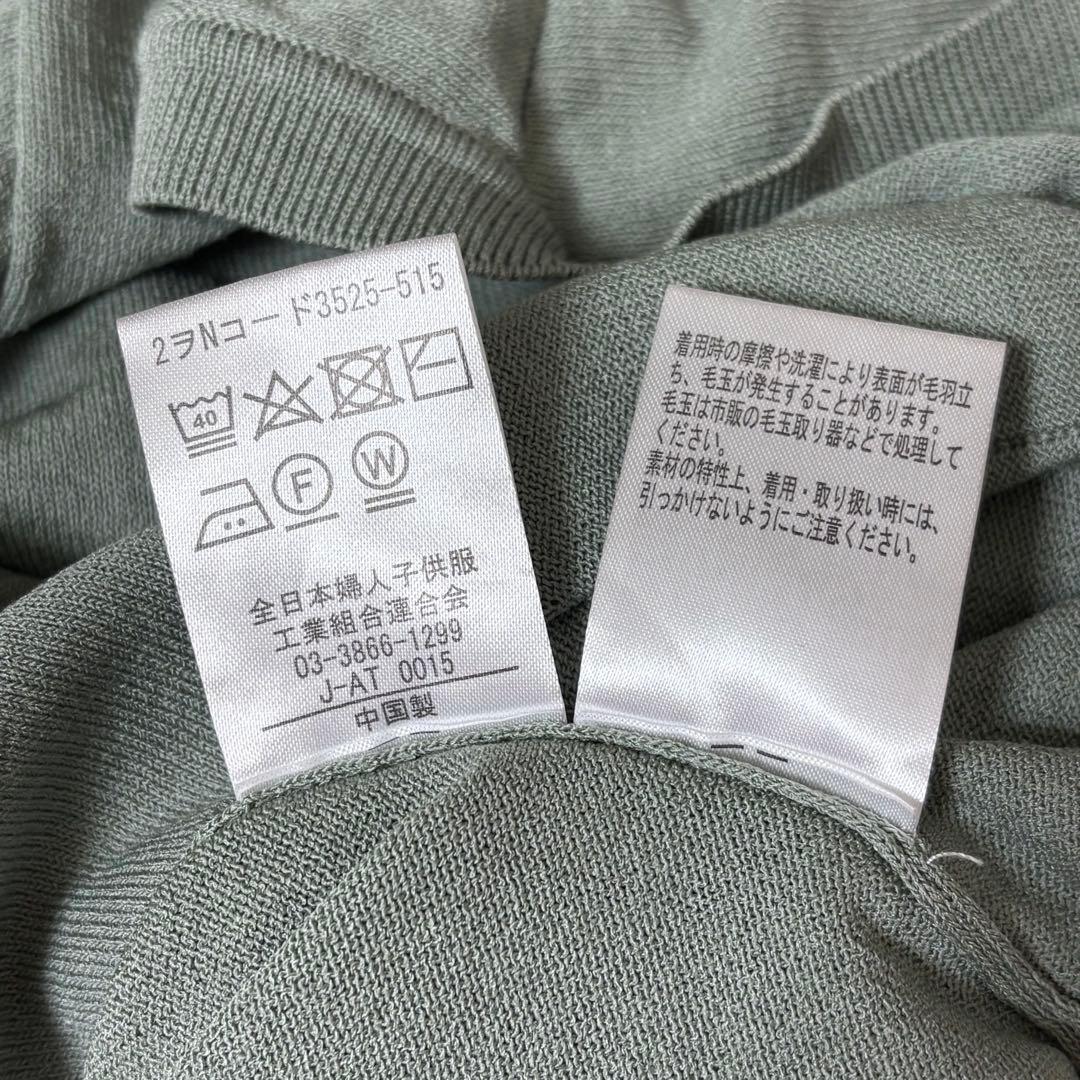 2ヲNコード3525-515
40
F
W
全日本婦人子供服
工業組合連合会
03-3866-1299
J-AT 0015
中国製
着用時の摩擦や洗濯により表面が毛羽立
ち、毛玉が発生することがあります。
毛玉は市販の毛玉取り器などで処理して
ください。
素材の特性上、着用・取り扱い時には、
引っかけないようにご注意ください。